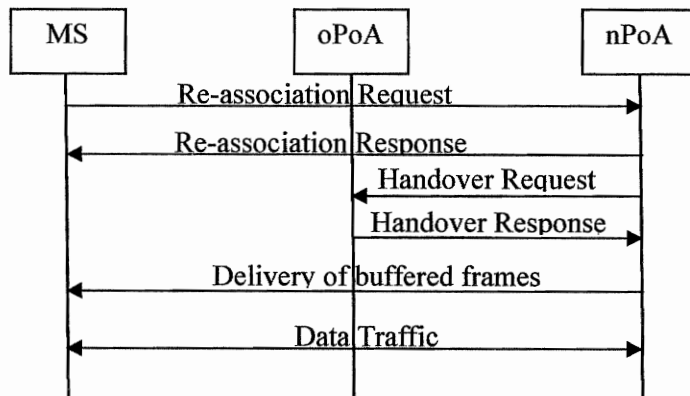 MS oPoA nPoA
Re-association Request
Re-association Response
Handover Request
Handover Response
Delivery of buffered frames
Data Traffic